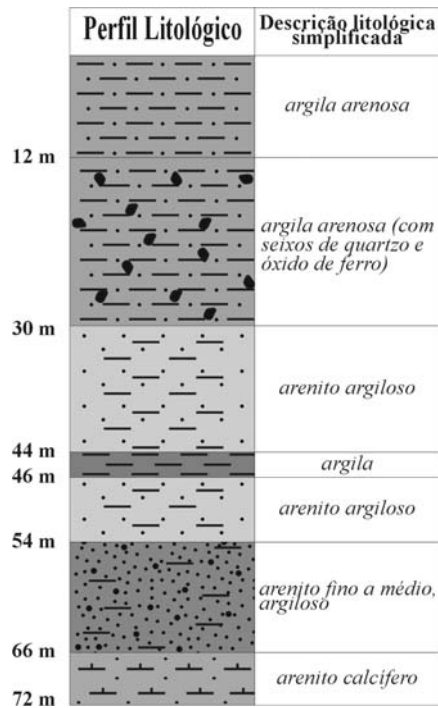 Perfil Litológico
Descrição litológica
simplificada
argila arenosa
12 m
argila arenosa (com
seixos de quartzo e
óxido de ferro)
30 m
arenito argiloso
44 m
argila
46 m
arenito argiloso
54 m
arenito fino a médio,
argiloso
66 m
arenito calcífero
72 m